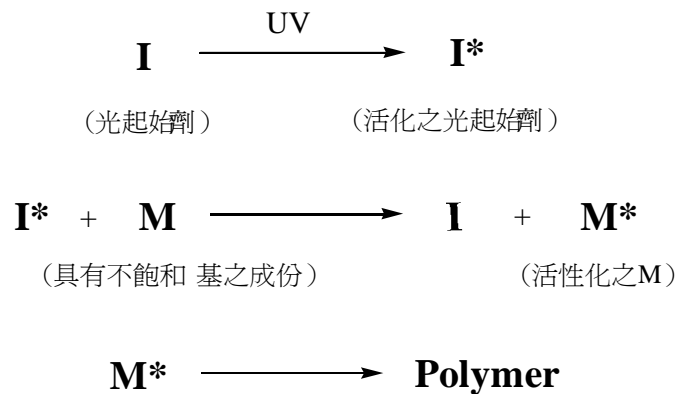 UV
I I*
（光起始劑） （活化之光起始劑）
I* + M I + M*
（具有不飽和 基之成份） （活性化之M）
M* Polymer